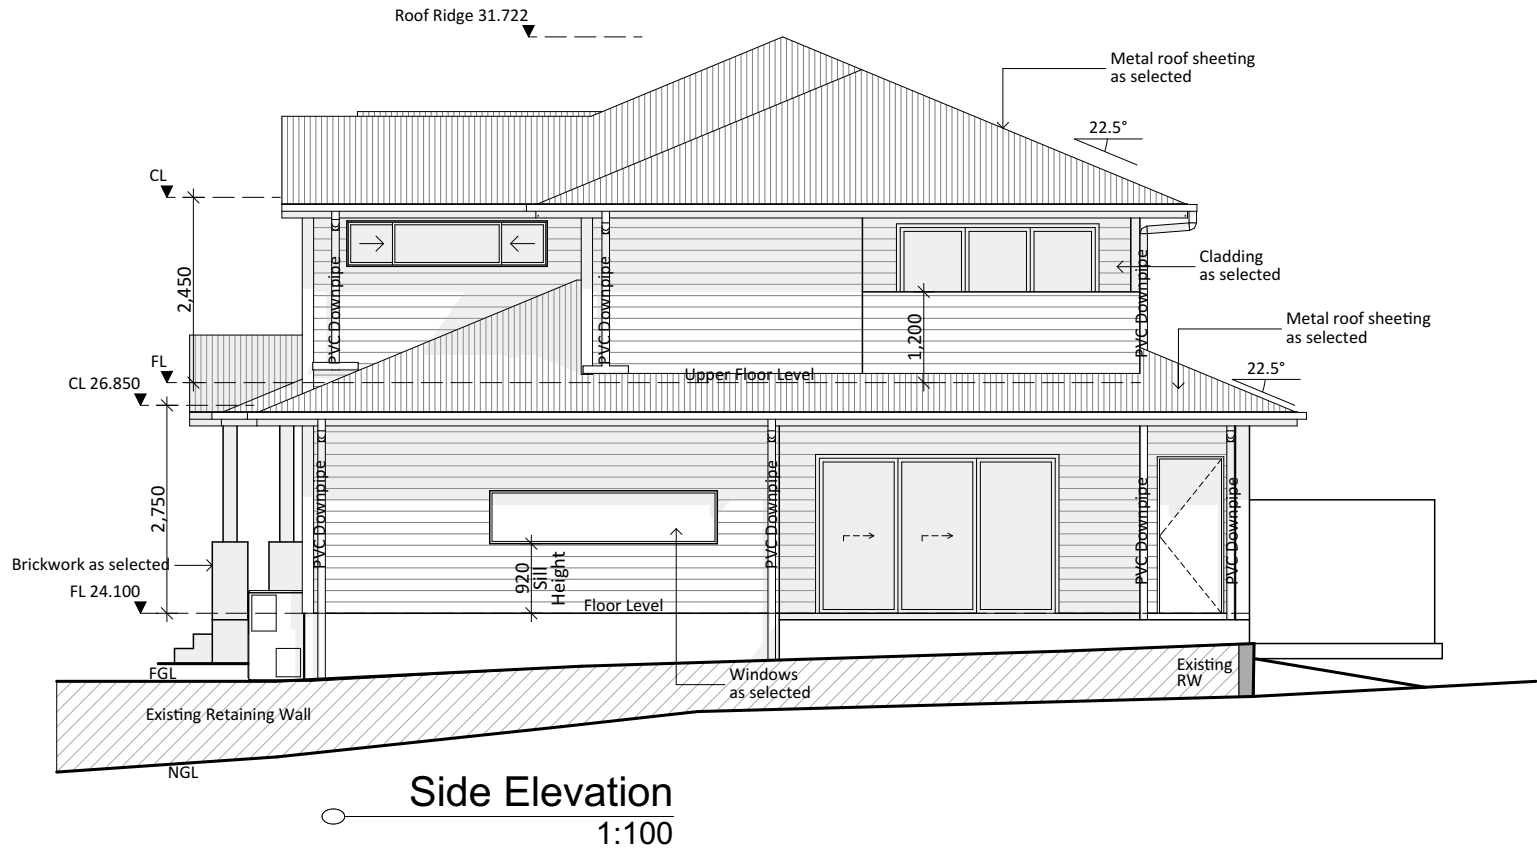 Roof Ridge 31.722
Metal roof sheeting
as selected
22.5°
CL
2,450
PVC Downpipe
PVC Downpipe
PVC Downpipe
Cladding
as selected
1,200
Metal roof sheeting
as selected
22.5°
FL
CL 26.850
Upper Floor Level
2,750
PVC Downpipe
PVC Downpipe
PVC Downpipe
PVC Downpipe
Brickwork as selected
920
Sill
Height
FL 24.100
Floor Level
FGL
Windows
as selected
Existing
RW
Existing Retaining Wall
NGL
Side Elevation
1:100